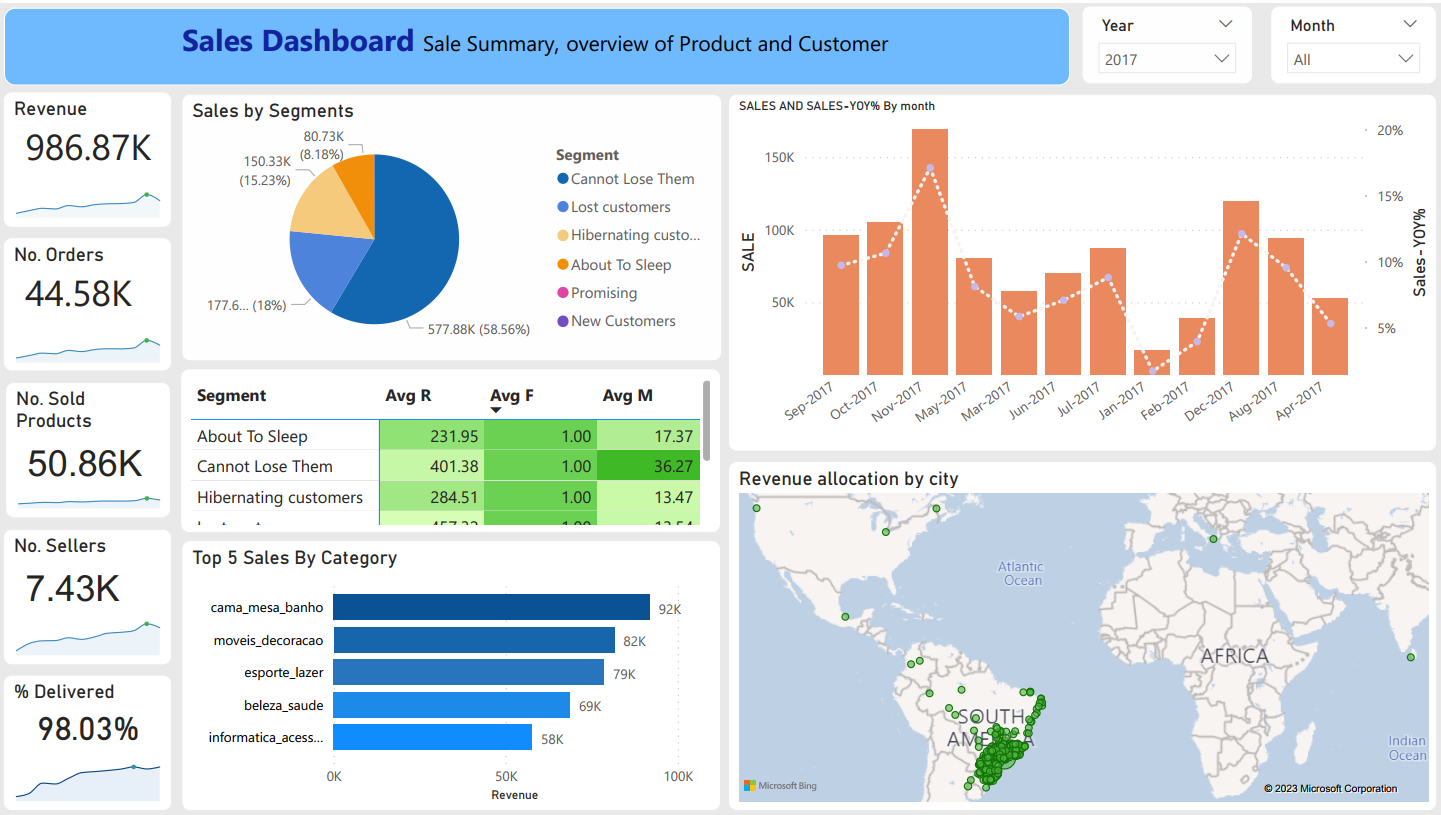 Sales Dashboard Sale Summary, overview of Product and Customer
Year
2017
Month
All
Revenue
986.87K
No. Orders
44.58K
No. Sold
Products
50.86K
No. Sellers
7.43K
% Delivered
98.03%
Sales by Segments
80.73K
(8.18%)
150.33K
(15.23%)
177.6... (18%)
577.88K (58.56%)
Segment
Cannot Lose Them
Lost customers
Hibernating custo...
About To Sleep
Promising
New Customers
Segment Avg R Avg F Avg M
About To Sleep 231.95 1.00 17.37
Cannot Lose Them 401.38 1.00 36.27
Hibernating customers 284.51 1.00 13.47
Top 5 Sales By Category
cama_mesa_banho 92K
moveis_decoracao 82K
esporte_lazer 79K
beleza_saude 69K
informatica_acess... 58K
0K 50K 100K
Revenue
SALES AND SALES-YOY% By month
SALE
150K
100K
50K
20%
15%
10%
5%
Sales-YOY%
Sep-2017 Oct-2017 Nov-2017 May-2017 Mar-2017 Jun-2017 Jul-2017 Jan-2017 Feb-2017 Dec-2017 Aug-2017 Apr-2017
Revenue allocation by city
Atlantic
Ocean
AFRICA
SOUTH
AMERICA
Indian
Ocean
Microsoft Bing
© 2023 Microsoft Corporation